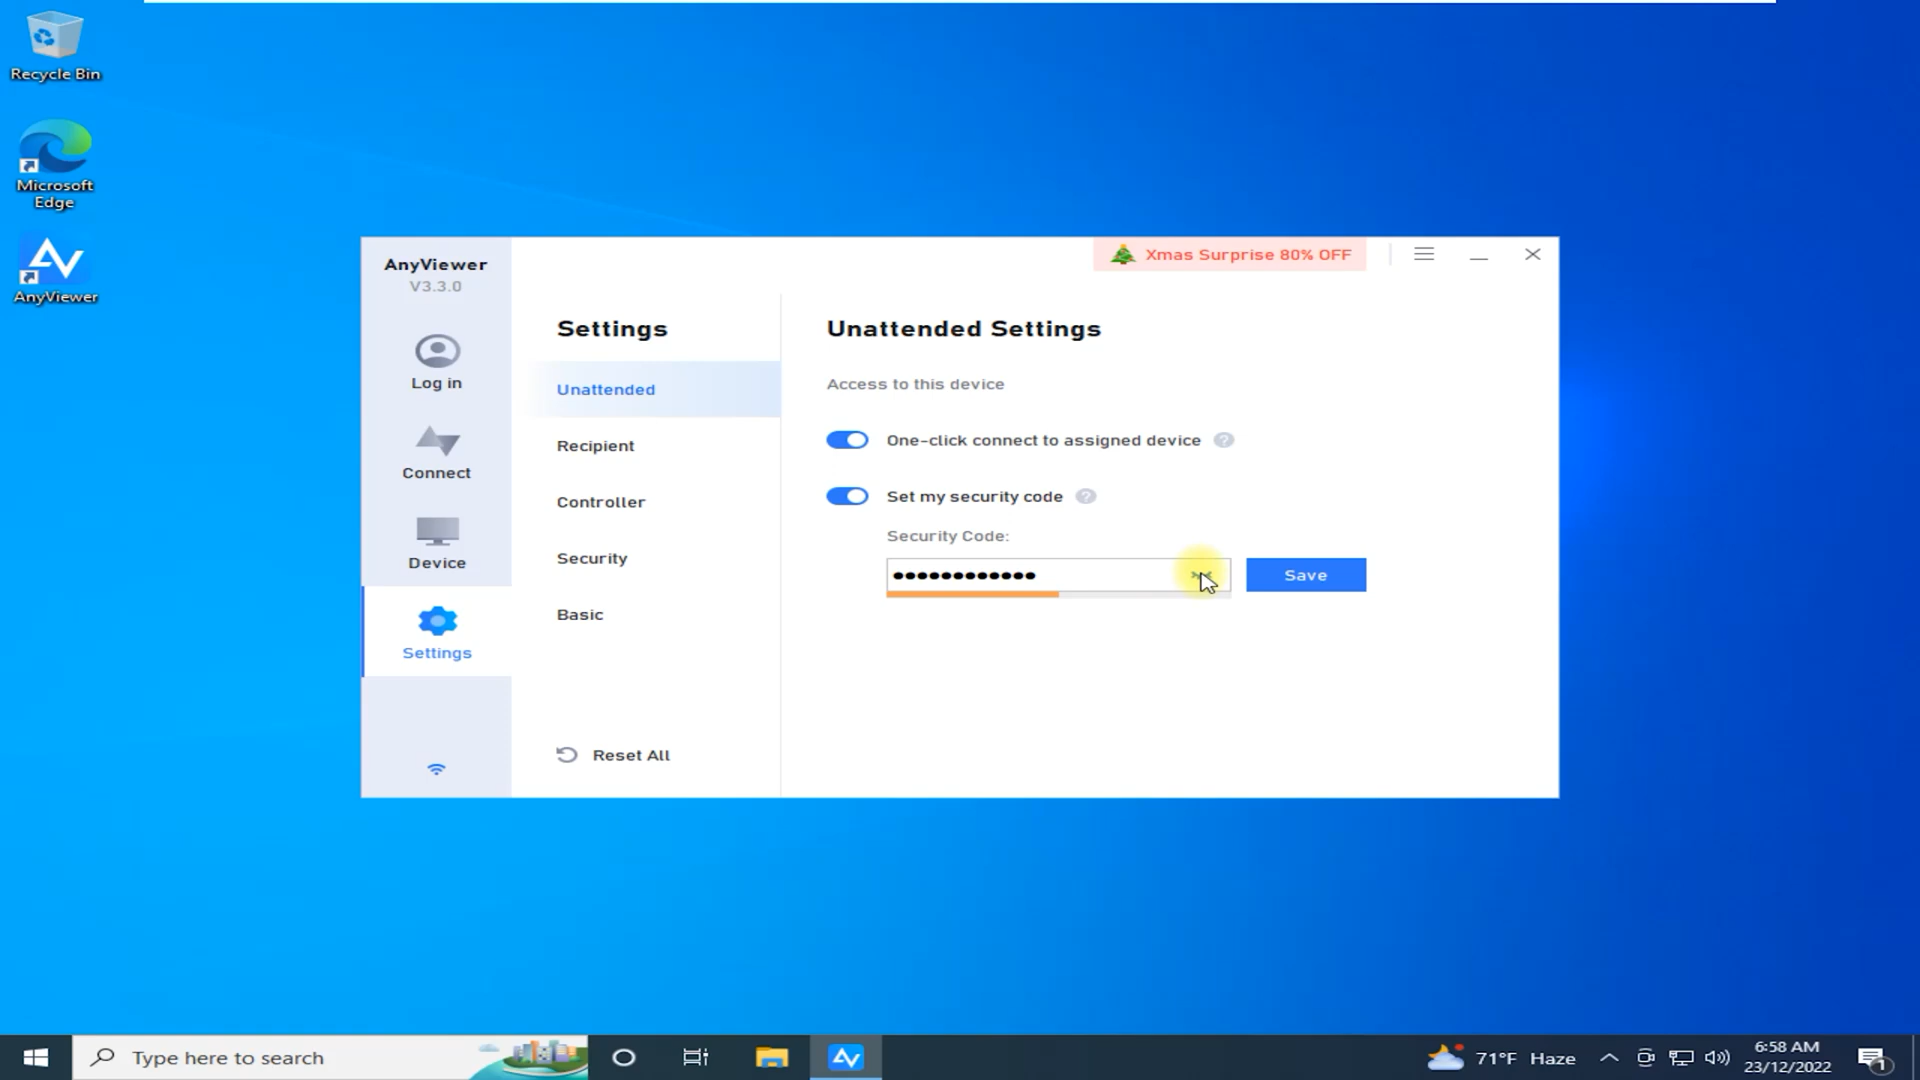 Recycle Bin
Microsoft
Edge
AnyViewer
AnyViewer
V3.3.0
Log in
Connect
Device
Settings
Settings
Unattended
Recipient
Controller
Security
Basic
Reset All
Xmas Surprise 80% OFF
Unattended Settings
Access to this device
One-click connect to assigned device ?
Set my security code ?
Security Code:
●●●●●●●●●●●●
Save
Type here to search
71°F Haze
6:58 AM
23/12/2022
1